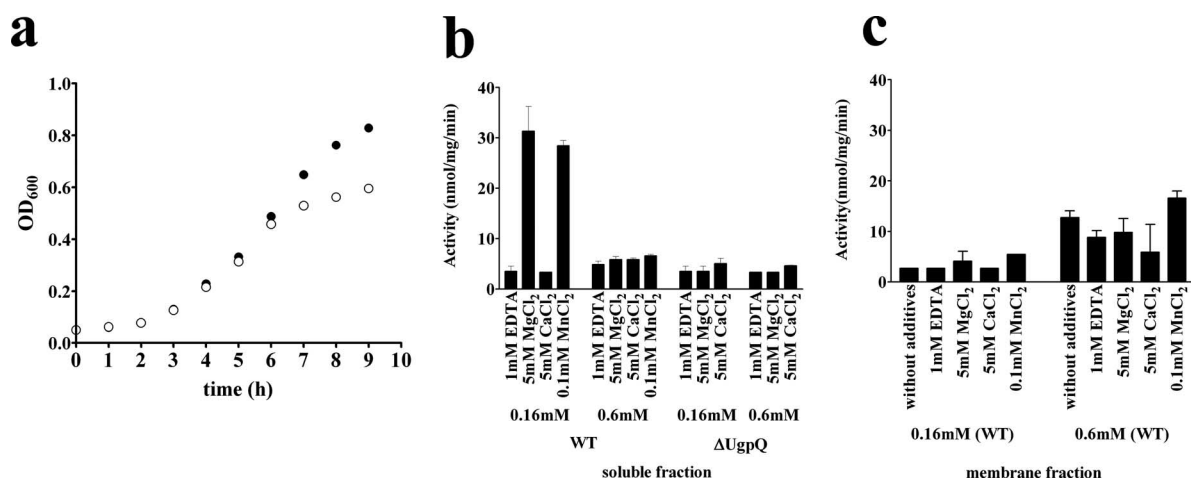 a
1.0
0.8
0.6
0.4
0.2
0.0
OD600
0 1 2 3 4 5 6 7 8 9 10
time (h)
b
40
30
20
10
0
Activity (nmol/mg/min)
1mM EDTA
5mM MgCl2
5mM CaCl2
0.1mM MnCl2
1mM EDTA
5mM MgCl2
5mM CaCl2
0.1mM MnCl2
1mM EDTA
5mM MgCl2
5mM CaCl2
1mM EDTA
5mM MgCl2
5mM CaCl2
0.16mM 0.6mM 0.16mM 0.6mM
WT ΔUgpQ
soluble fraction
c
40
30
20
10
0
Activity(nmol/mg/min)
without additives
1mM EDTA
5mM MgCl2
5mM CaCl2
0.1mM MnCl2
without additives
1mM EDTA
5mM MgCl2
5mM CaCl2
0.1mM MnCl2
0.16mM (WT) 0.6mM (WT)
membrane fraction